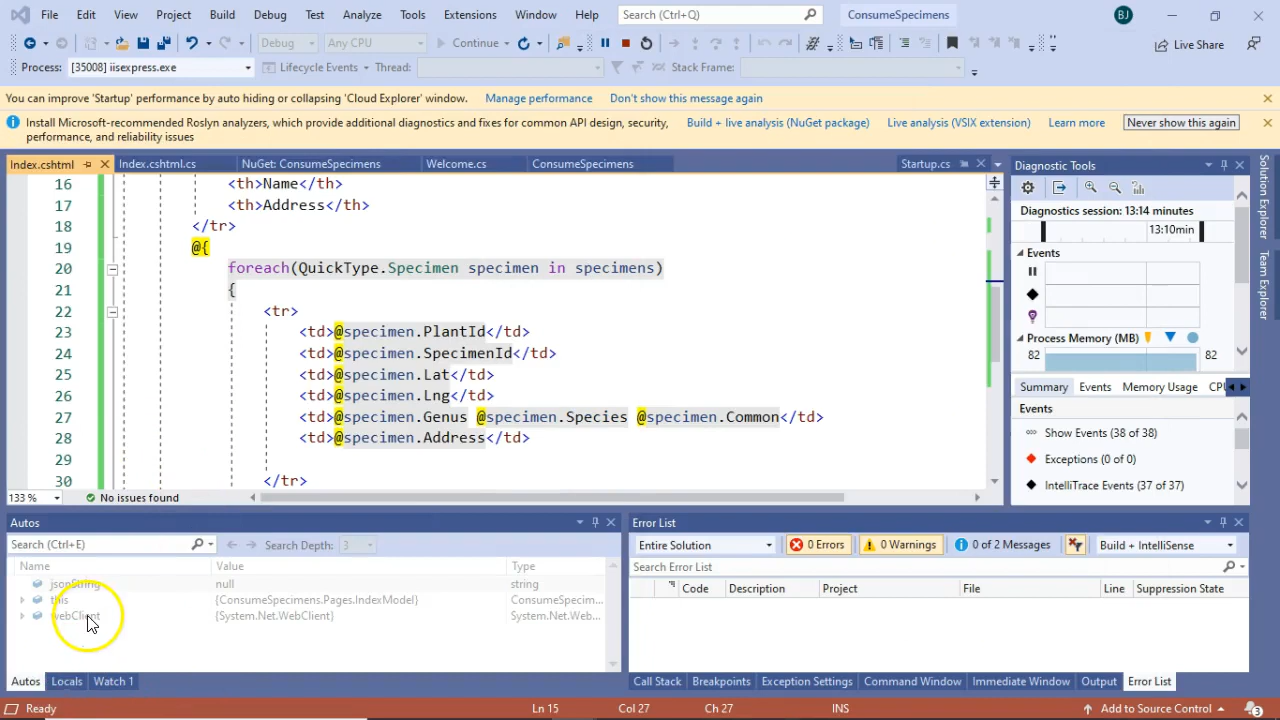 File Edit View Project Build Debug Test Analyze Tools Extensions Window Help Search (Ctrl+Q) ConsumeSpecimens BJ
Debug Any CPU Continue Live Share
Process: [35008] iisexpress.exe Lifecycle Events Thread: Stack Frame:
You can improve 'Startup' performance by auto hiding or collapsing 'Cloud Explorer' window. Manage performance Don't show this message again
Install Microsoft-recommended Roslyn analyzers, which provide additional diagnostics and fixes for common API design, security, Build + live analysis (NuGet package) Live analysis (VSIX extension) Learn more Never show this again
performance, and reliability issues
Index.cshtml Index.cshtml.cs NuGet: ConsumeSpecimens Welcome.cs ConsumeSpecimens Startup.cs
16 <th>Name</th>
17 <th>Address</th>
18 </tr>
19 @{
20 foreach(QuickType.Specimen specimen in specimens)
21 {
22 <tr>
23 <td>@specimen.PlantId</td>
24 <td>@specimen.SpecimenId</td>
25 <td>@specimen.Lat</td>
26 <td>@specimen.Lng</td>
27 <td>@specimen.Genus @specimen.Species @specimen.Common</td>
28 <td>@specimen.Address</td>
29
30 </tr>
133 % No issues found
Diagnostic Tools
Diagnostics session: 13:14 minutes
13:10min
Events
Process Memory (MB)
82 82
Summary Events Memory Usage CPU
Events
Show Events (38 of 38)
Exceptions (0 of 0)
IntelliTrace Events (37 of 37)
Solution Explorer
Team Explorer
Autos
Search (Ctrl+E) Search Depth: 3
Name Value Type
jsonString null string
this {ConsumeSpecimens.Pages.IndexModel} ConsumeSpecim...
webClient {System.Net.WebClient} System.Net.Web...
Autos Locals Watch 1
Error List
Entire Solution 0 Errors 0 Warnings 0 of 2 Messages Build + IntelliSense
Search Error List
Code Description Project File Line Suppression State
Call Stack Breakpoints Exception Settings Command Window Immediate Window Output Error List
Ready Ln 15 Col 27 Ch 27 INS Add to Source Control 3